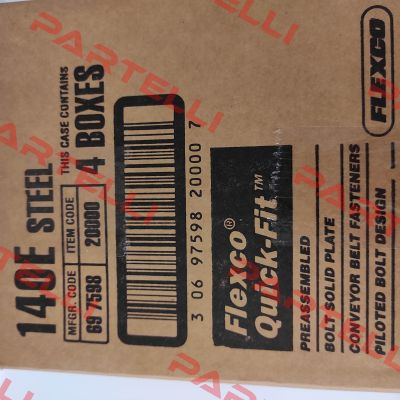 140E STEEL
MFGR. CODE
ITEM CODE
69 7598
20000
THIS CASE CONTAINS
4 BOXES
3 06 97598 20000 7
Flexco®
Quick-Fit™
PREASSEMBLED
BOLT SOLID PLATE
CONVEYOR BELT FASTENERS
PILOTED BOLT DESIGN
FLEXCO
PARTELLI
PARTELLI
PARTELLI
PARTELLI